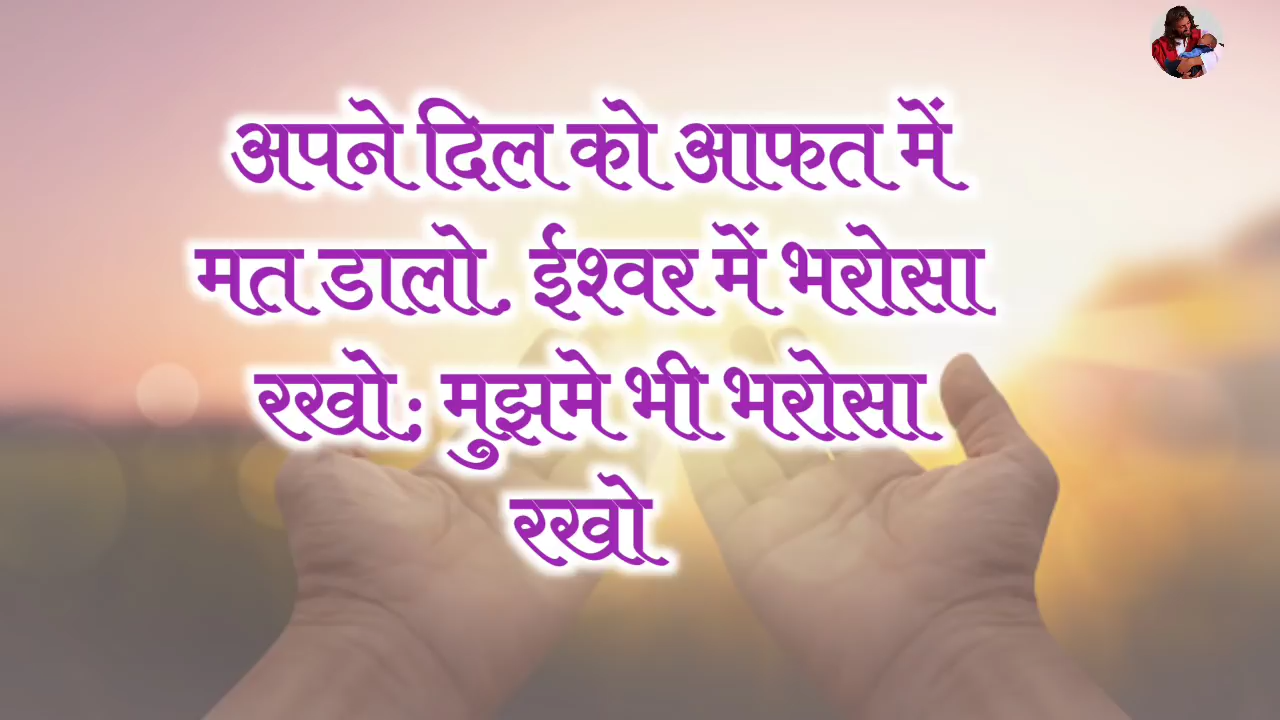 अपने दिल को आफत में
मत डालो. ईश्वर में भरोसा
रखो; मुझमे भी भरोसा
रखो